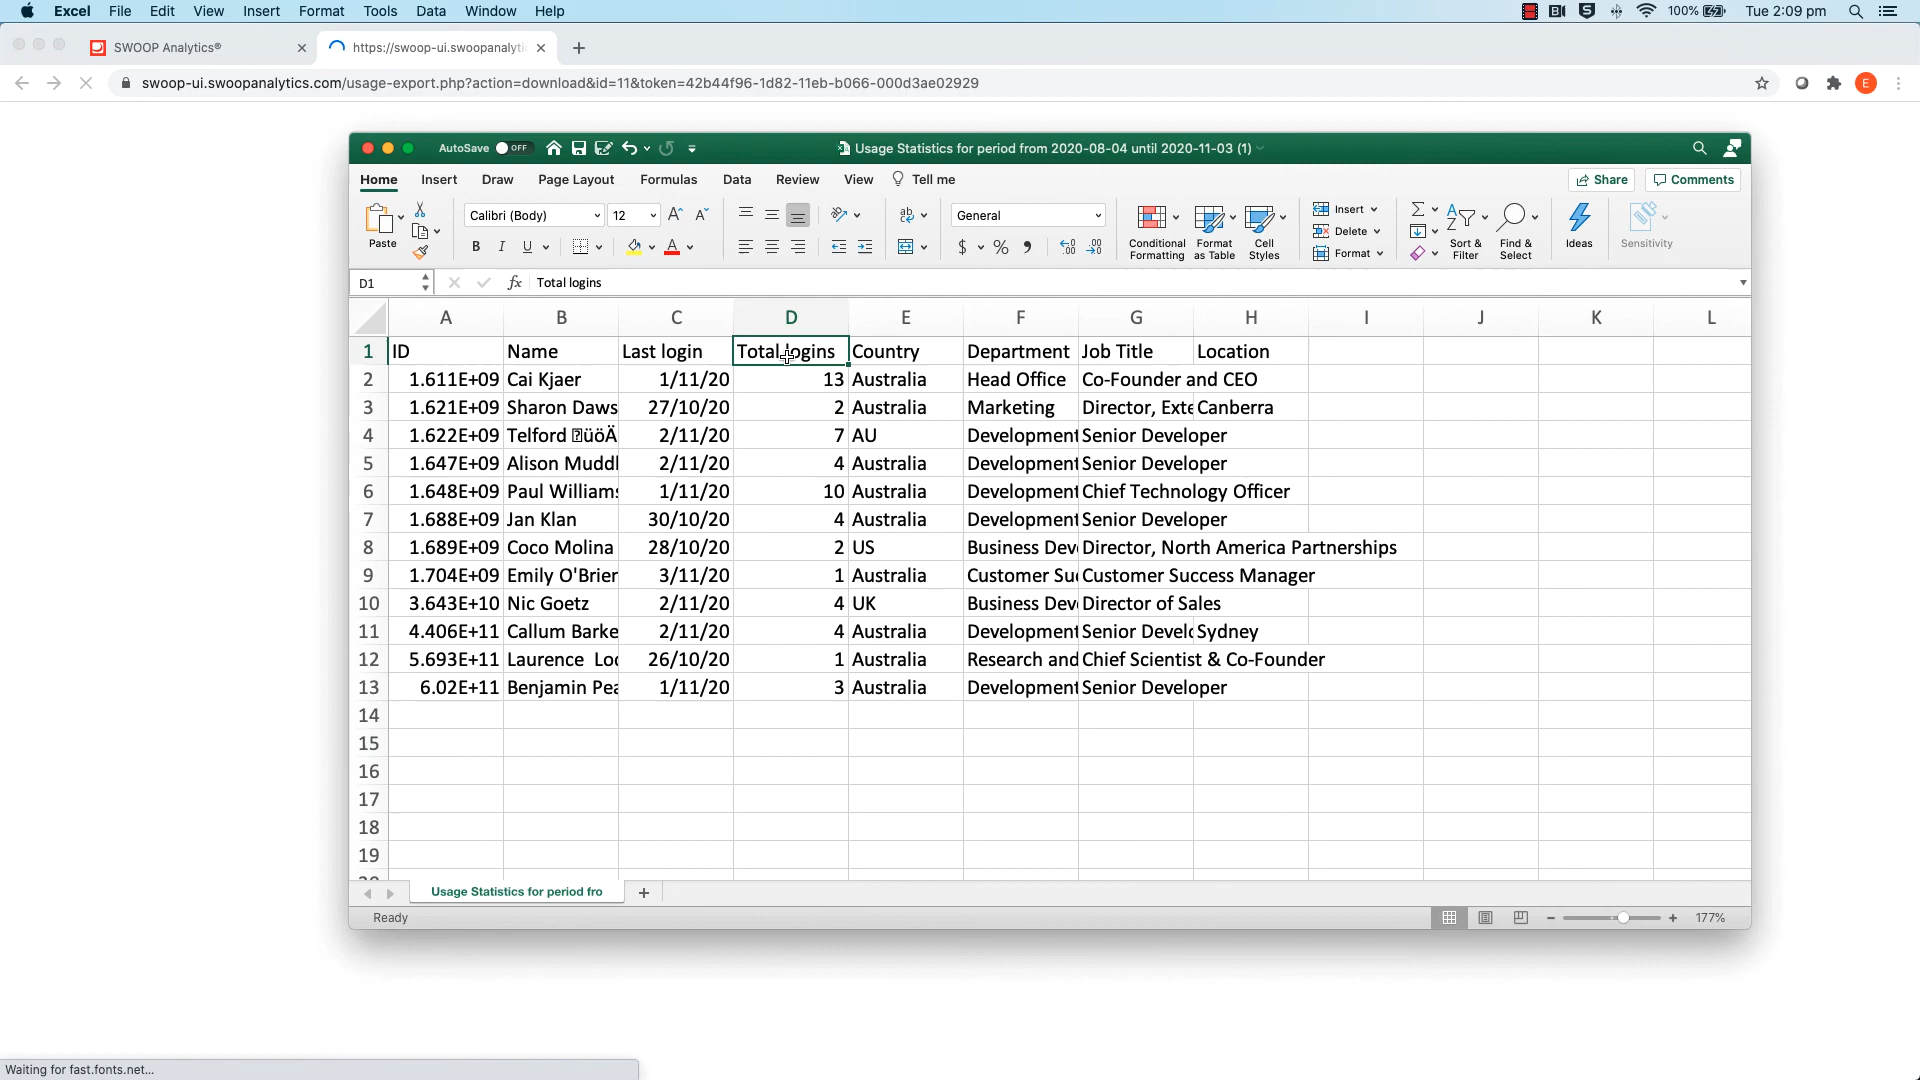 Excel File Edit View Insert Format Tools Data Window Help 100% Tue 2:09 pm
SWOOP Analytics® https://swoop-ui.swoopanalyti
swoop-ui.swoopanalytics.com/usage-export.php?action=download&id=11&token=42b44f96-1d82-11eb-b066-000d3ae02929 E
AutoSave OFF Usage Statistics for period from 2020-08-04 until 2020-11-03 (1)
Home Insert Draw Page Layout Formulas Data Review View Tell me Share Comments
Calibri (Body) 12 General Insert
Paste Conditional Formatting Format as Table Cell Styles Delete Sort & Filter Find & Select Ideas Sensitivity
B I U $ % Format
D1 fx Total logins
A B C D E F G H I J K L
1 ID Name Last login Total logins Country Department Job Title Location
2 1.611E+09 Cai Kjaer 1/11/20 13 Australia Head Office Co-Founder and CEO
3 1.621E+09 Sharon Daws 27/10/20 2 Australia Marketing Director, Exte Canberra
4 1.622E+09 Telford ⍰üöÄ 2/11/20 7 AU Development Senior Developer
5 1.647E+09 Alison Muddl 2/11/20 4 Australia Development Senior Developer
6 1.648E+09 Paul Williams 1/11/20 10 Australia Development Chief Technology Officer
7 1.688E+09 Jan Klan 30/10/20 4 Australia Development Senior Developer
8 1.689E+09 Coco Molina 28/10/20 2 US Business Dev Director, North America Partnerships
9 1.704E+09 Emily O'Brien 3/11/20 1 Australia Customer Suc Customer Success Manager
10 3.643E+10 Nic Goetz 2/11/20 4 UK Business Dev Director of Sales
11 4.406E+11 Callum Barke 2/11/20 4 Australia Development Senior Develo Sydney
12 5.693E+11 Laurence Loc 26/10/20 1 Australia Research and Chief Scientist & Co-Founder
13 6.02E+11 Benjamin Pea 1/11/20 3 Australia Development Senior Developer
14
15
16
17
18
19
Usage Statistics for period fro
Ready 177%
Waiting for fast.fonts.net...